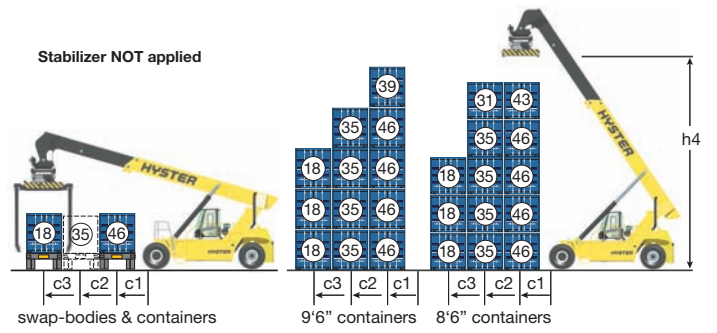 Stabilizer NOT applied
HYSTER
18 35 46
HYSTER
c3 c2 c1
swap-bodies & containers
39
35 46
18 35 46
18 35 46
18 35 46
c3 c2 c1
9‘6” containers
31 43
35 46
18 35 46
18 35 46
18 35 46
c3 c2 c1
8‘6” containers
HYSTER
HYSTER
h4